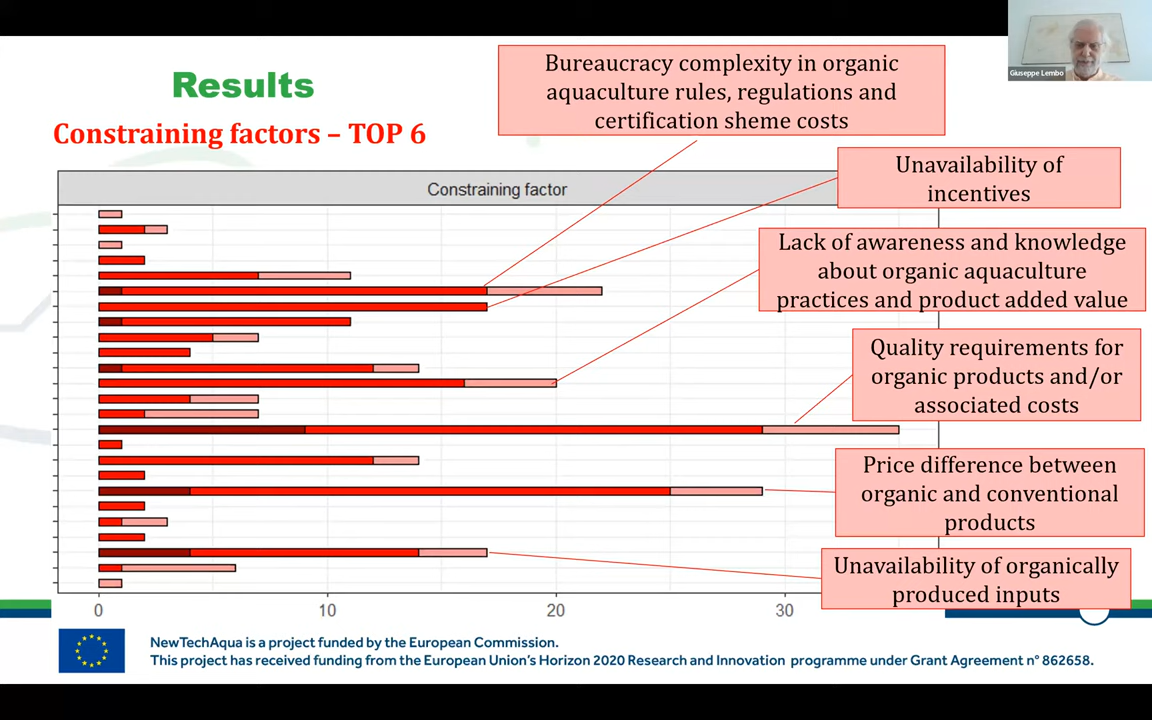 Giuseppe Lembo
Results
Constraining factors – TOP 6
Bureaucracy complexity in organic
aquaculture rules, regulations and
certification sheme costs
Constraining factor
Unavailability of
incentives
Lack of awareness and knowledge
about organic aquaculture
practices and product added value
Quality requirements for
organic products and/or
associated costs
Price difference between
organic and conventional
products
Unavailability of organically
produced inputs
0 10 20 30
NewTechAqua is a project funded by the European Commission.
This project has received funding from the European Union's Horizon 2020 Research and Innovation programme under Grant Agreement n° 862658.